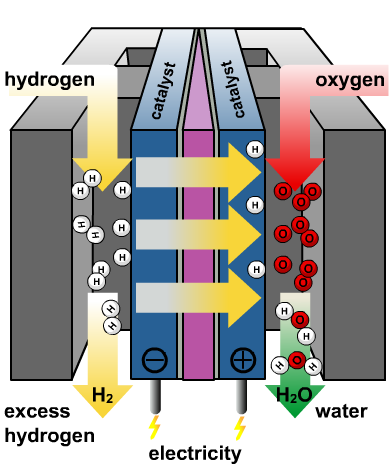 hydrogen
catalyst
catalyst
oxygen
H
H
H
H
H
H
H
H
H
H
H
H
H
H
O
O
O
O
O
O
O
O
O
H
O
H
H
O
H
−
+
H₂
H₂O
excess
hydrogen
water
electricity